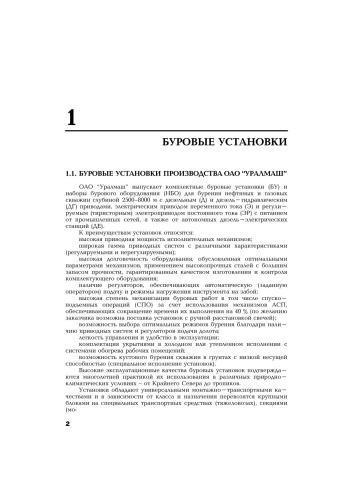 1
БУРОВЫЕ УСТАНОВКИ
1.1. БУРОВЫЕ УСТАНОВКИ ПРОИЗВОДСТВА ОАО "УРАЛМАШ"
ОАО "Уралмаш" выпускает комплектные буровые установки (БУ) и
наборы бурового оборудования (НБО) для бурения нефтяных и газовых
скважин глубиной 2500–8000 м с дизельным (Д) и дизель—гидравлическим
(ДГ) приводами, электрическим приводом переменного тока (Э) и регули—
руемым (тиристорным) электроприводом постоянного тока (ЭР) с питанием
от промышленных сетей, а также от автономных дизель—электрических
станций (ДЕ).
К преимуществам установок относятся:
высокая приводная мощность исполнительных механизмов;
широкая гамма приводных систем с различными характеристиками
(регулируемыми и нерегулируемыми);
высокая долговечность оборудования, обусловленная оптимальными
параметрами механизмов, применением высокопрочных сталей с большим
запасом прочности, гарантированным качеством изготовления и контроля
комплектующего оборудования;
наличие регуляторов, обеспечивающих автоматическую (заданную
оператором) подачу и режимы нагружения инструмента на забой;
высокая степень механизации буровых работ в том числе спуско—
подъемных операций (СПО) за счет использования механизмов АСП,
обеспечивающих сокращение времени их выполнения на 40 % (по желанию
заказчика возможна поставка установок с ручной расстановкой свечей);
возможность выбора оптимальных режимов бурения благодаря нали—
чию приводных систем и регуляторов подачи долота;
легкость управления и удобство в эксплуатации;
комплектация укрытиями в холодном или утепленном исполнении с
системами обогрева рабочих помещений;
возможность кустового бурения скважин в грунтах с низкой несущей
способностью (специальное исполнение установок).
Высокие эксплуатационные качества буровых установок подтвержда—
ются многолетней практикой их использования в различных природно—
климатических условиях – от Крайнего Севера до тропиков.
Установки обладают универсальными монтажно—транспортными ка—
чествами и в зависимости от класса и назначения перевозятся крупными
блоками на специальных транспортных средствах (тяжеловозах), секциями
(мо-
2